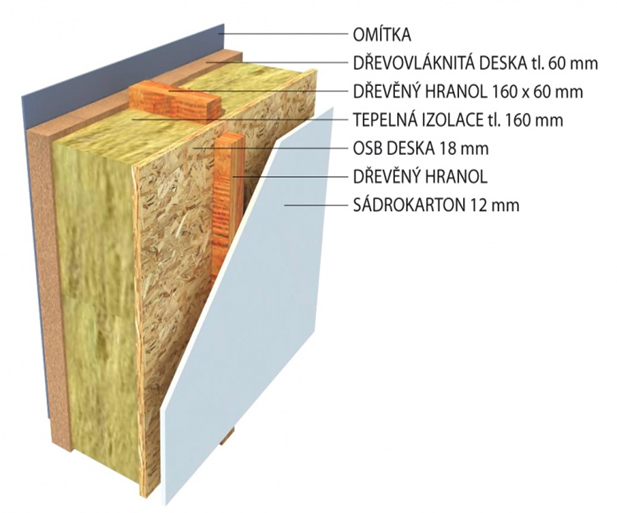 OMÍTKA
DŘEVOVLÁKNITÁ DESKA tl. 60 mm
DŘEVĚNÝ HRANOL 160 x 60 mm
TEPELNÁ IZOLACE tl. 160 mm
OSB DESKA 18 mm
DŘEVĚNÝ HRANOL
SÁDROKARTON 12 mm